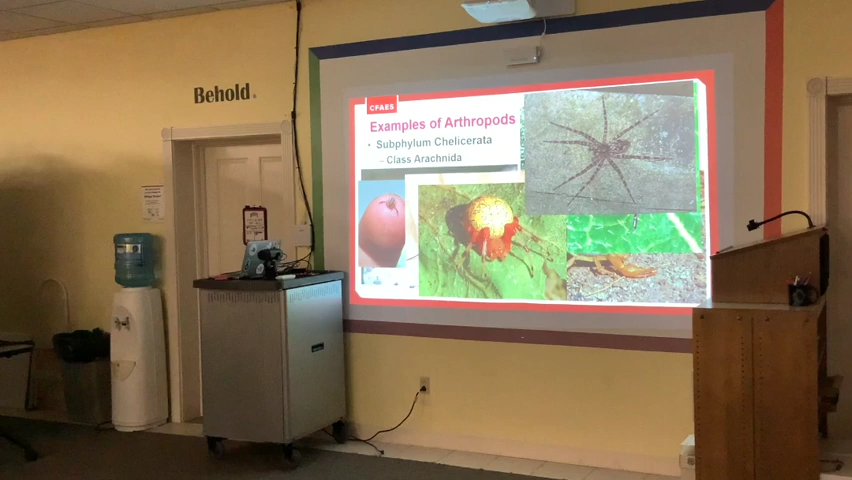 Behold.
CFAES
Examples of Arthropods
• Subphylum Chelicerata
– Class Arachnida